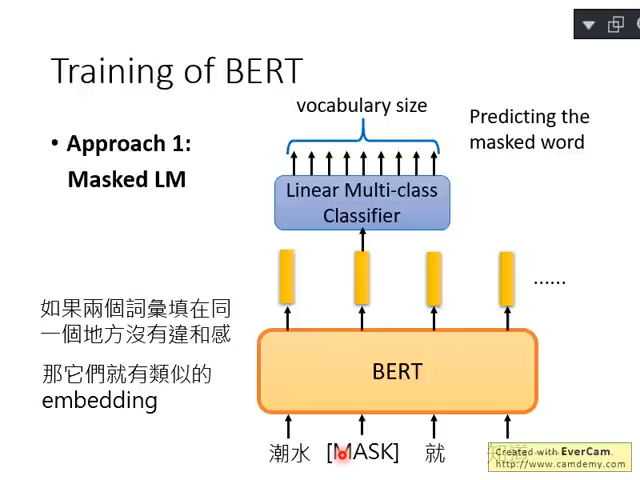 Training of BERT
• Approach 1:
Masked LM
vocabulary size
Predicting the
masked word
Linear Multi-class
Classifier
......
如果兩個詞彙填在同
一個地方沒有違和感
那它們就有類似的
embedding
BERT
潮水 [MASK] 就
Created with EverCam.
http://www.camdemy.com